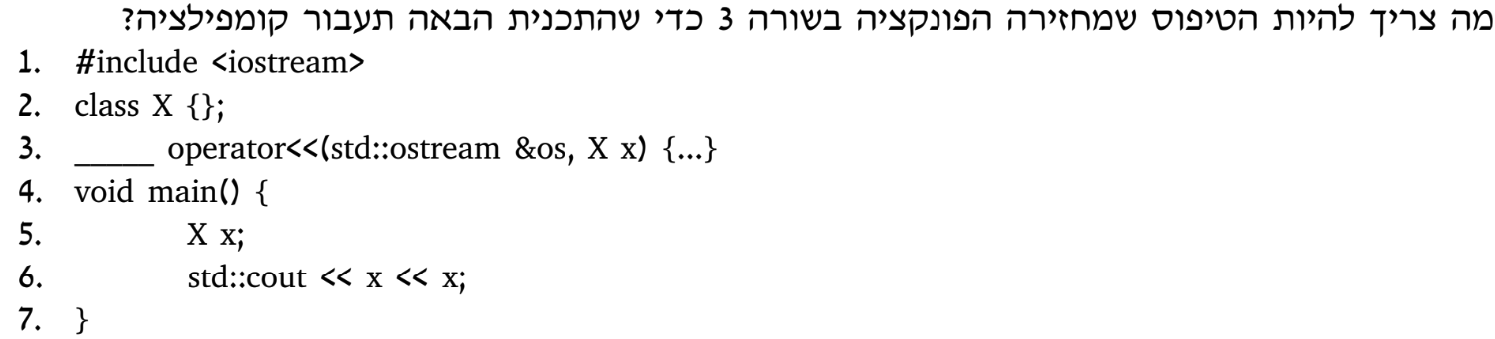 מה צריך להיות הטיפוס שמחזירה הפונקציה בשורה 3 כדי שהתכנית הבאה תעבור קומפילציה?
1. #include <iostream>
2. class X {};
3. _____ operator<<(std::ostream &os, X x) {...}
4. void main() {
5. X x;
6. std::cout << x << x;
7. }